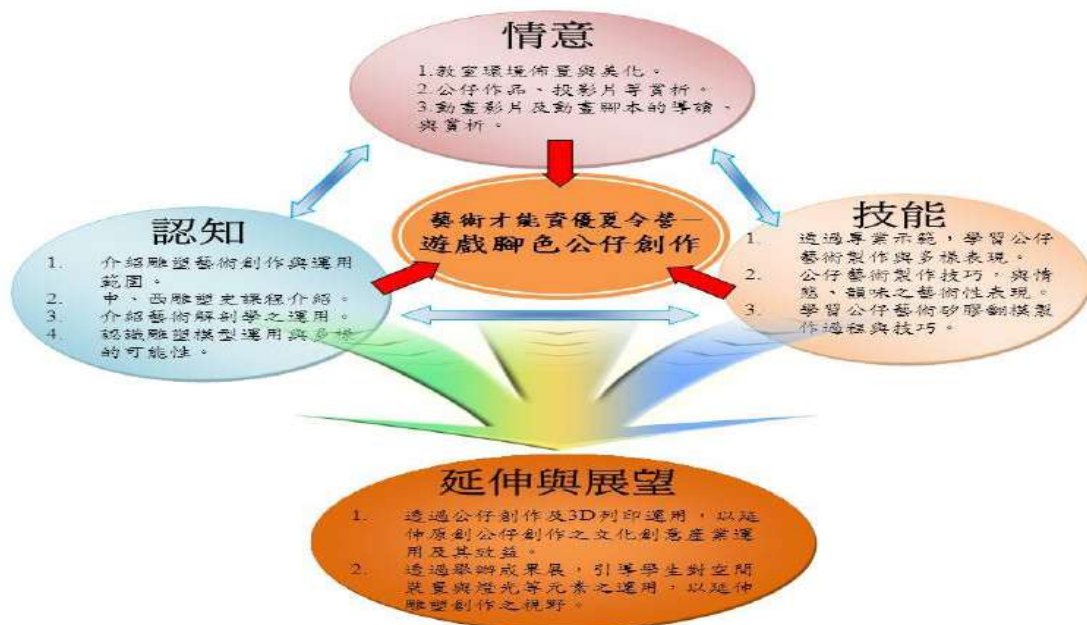 情意
1.教室環境佈置與美化。
2.公仔作品、投影片等賞析。
3.動畫影片及動畫腳本的導讀、
與賞析。
藝術才能資優夏令營—
遊戲腳色公仔創作
認知
1. 介紹雕塑藝術創作與運用
範圍。
2. 中、西雕塑史課程介紹。
3. 介紹藝術解剖學之運用。
4. 認識雕塑模型運用與多樣
的可能性。
技能
1. 透過專業示範，學習公仔
藝術製作與多樣表現。
2. 公仔藝術製作技巧，與情
態、韻味之藝術性表現。
3. 學習公仔藝術矽膠翻模製
作過程與技巧。
延伸與展望
1. 透過公仔創作及3D列印運用，以延
伸原創公仔創作之文化創意產業運
用及其效益。
2. 透過舉辦成果展，引導學生對空間
裝置與燈光等元素之運用，以延伸
雕塑創作之視野。